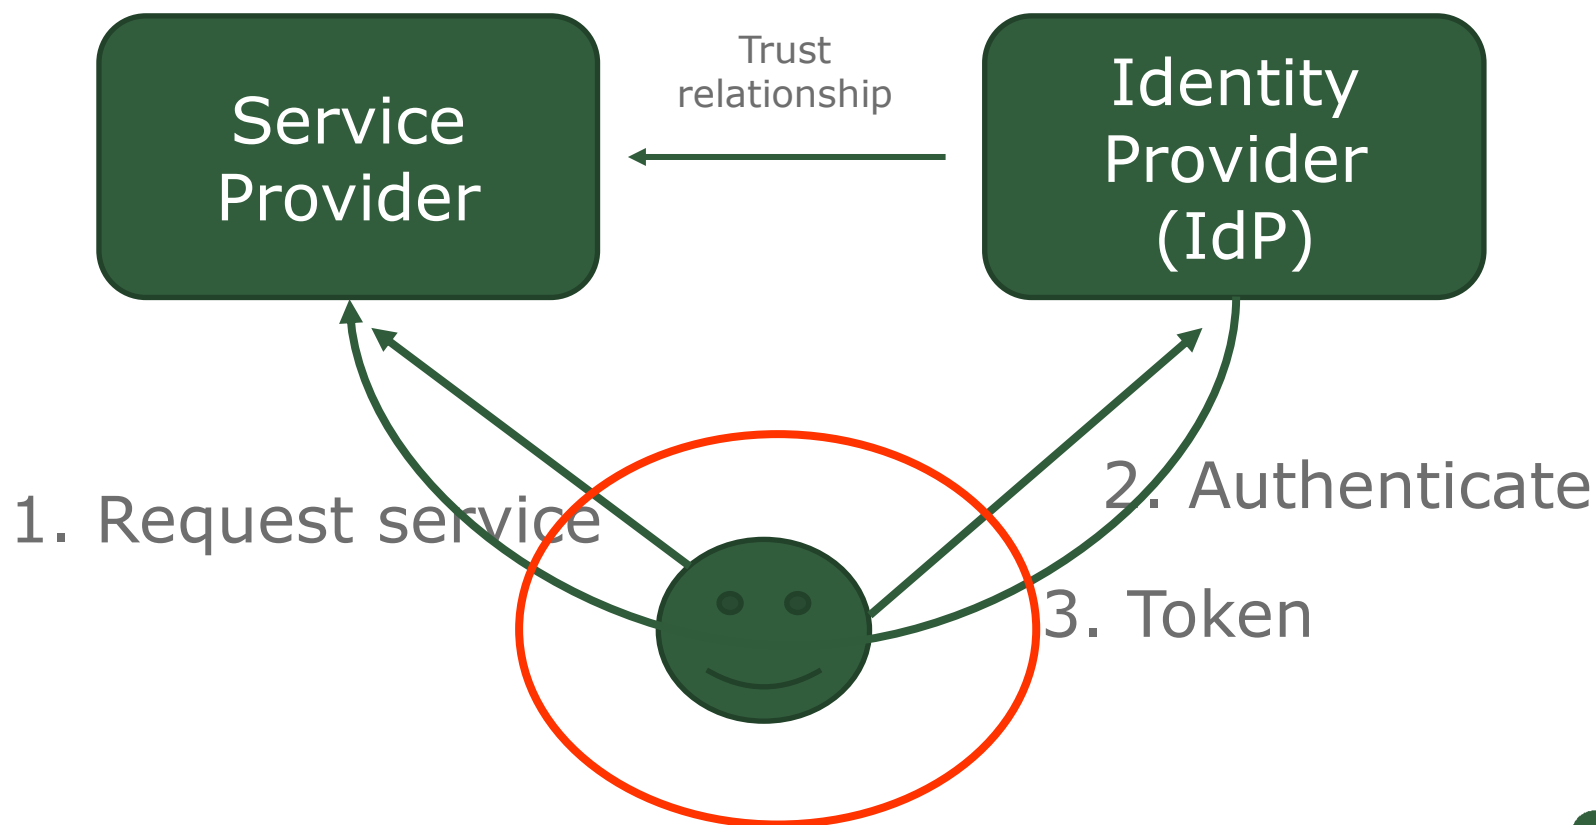 Service
Provider
Trust
relationship
Identity
Provider
(IdP)
1. Request service
2. Authenticate
3. Token